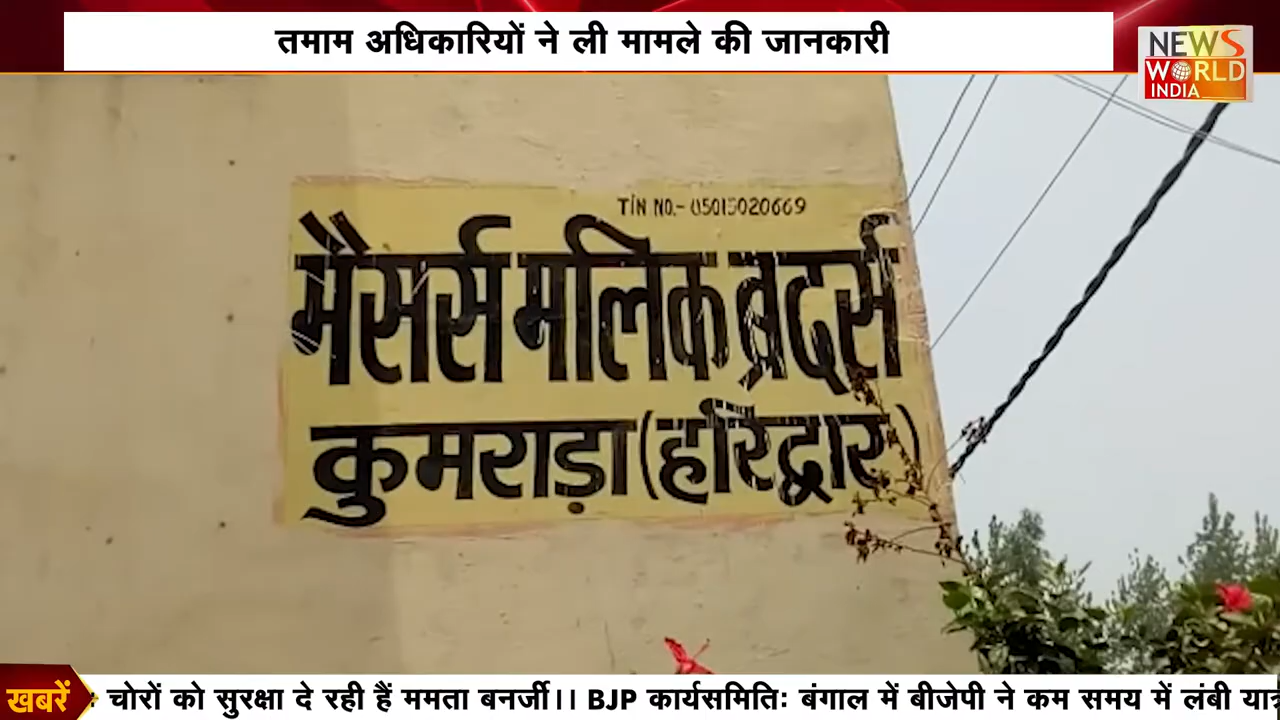 तमाम अधिकारियों ने ली मामले की जानकारी
NEWS
WORLD
INDIA
TIN NO.- 05015020669
मैसर्स मलिक ब्रदर्स
कुमराड़ा (हरिद्वार)
खबरें
चोरों को सुरक्षा दे रही हैं ममता बनर्जी।। BJP कार्यसमितिः बंगाल में बीजेपी ने कम समय में लंबी